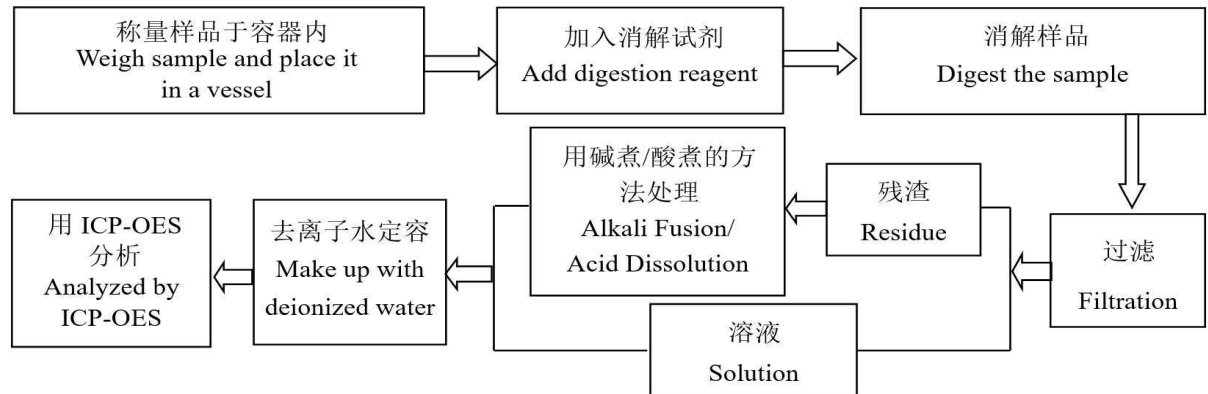 称量样品于容器内
Weigh sample and place it
in a vessel
加入消解试剂
Add digestion reagent
消解样品
Digest the sample
过滤
Filtration
残渣
Residue
用碱煮/酸煮的方
法处理
Alkali Fusion/
Acid Dissolution
溶液
Solution
去离子水定容
Make up with
deionized water
用 ICP-OES
分析
Analyzed by
ICP-OES